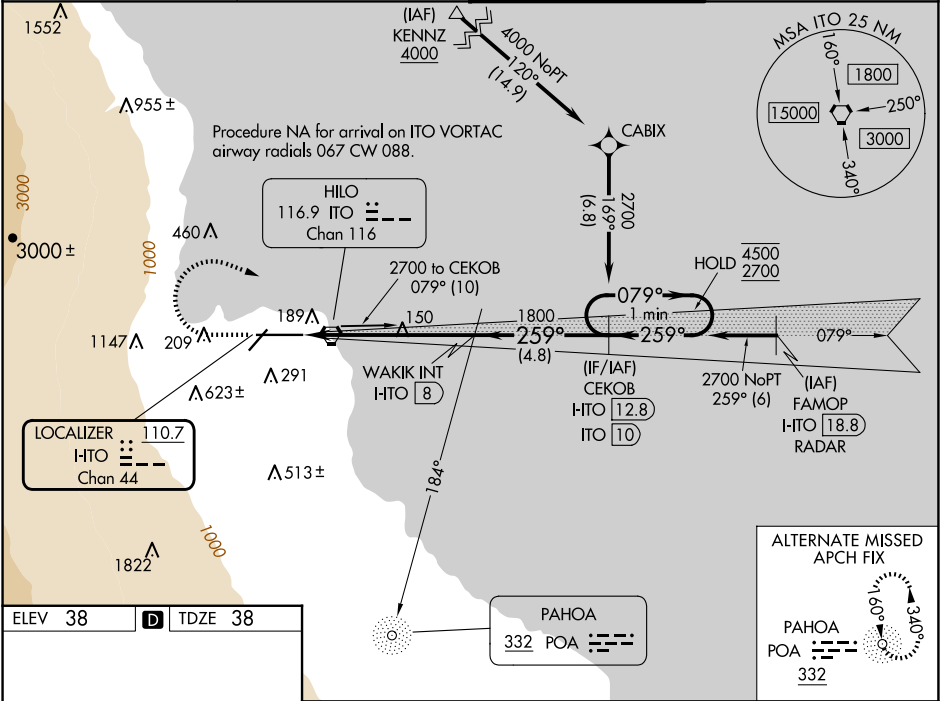 1552
(IAF)
KENNZ
4000
4000 NoPT
120°
(14.9)
MSA ITO 25 NM
160°
1800
15000
250°
3000
340°
955 ±
Procedure NA for arrival on ITO VORTAC
airway radials 067 CW 088.
CABIX
2700
169°
(6.8)
3000
3000 ±
1000
HILO
116.9 ITO
Chan 116
460
2700 to CEKOB
079° (10)
HOLD
4500
2700
079°
1 min
259°
189
150
1800
259°
(4.8)
079°
1147
209
WAKIK INT
I-ITO 8
(IF/IAF)
CEKOB
I-ITO 12.8
ITO 10
2700 NoPT
259° (6)
(IAF)
FAMOP
I-ITO 18.8
RADAR
291
623 ±
LOCALIZER 110.7
I-ITO
Chan 44
513 ±
184°
1000
1822
ALTERNATE MISSED
APCH FIX
160°
340°
PAHOA
POA
332
PAHOA
332 POA
ELEV 38 D TDZE 38